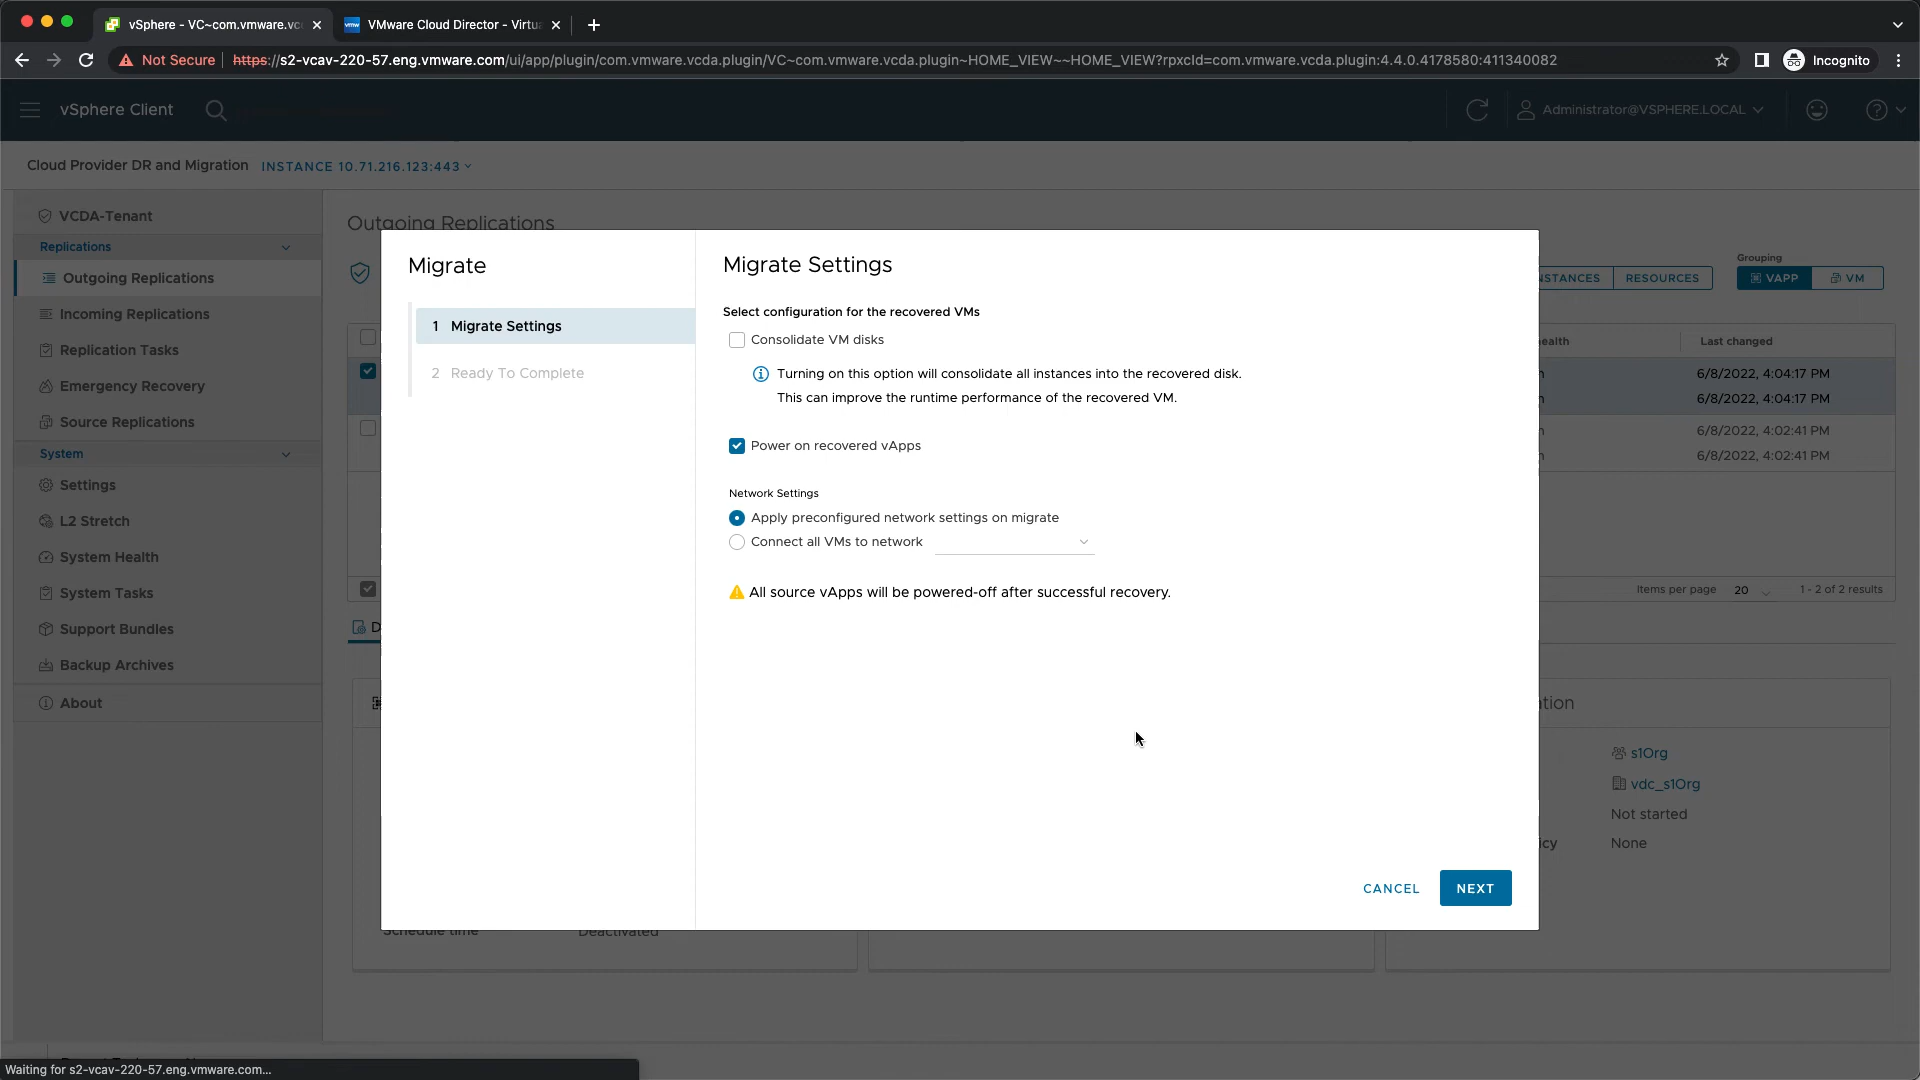 vSphere - VC~com.vmware.vc
VMware Cloud Director - Virtu
Not Secure
https://s2-vcav-220-57.eng.vmware.com/ui/app/plugin/com.vmware.vcda.plugin/VC~com.vmware.vcda.plugin~HOME_VIEW~~HOME_VIEW?rpxcId=com.vmware.vcda.plugin:4.4.0.4178580:411340082
Incognito
vSphere Client
Administrator@VSPHERE.LOCAL
Cloud Provider DR and Migration INSTANCE 10.71.216.123:443
VCDA-Tenant
Replications
Outgoing Replications
Incoming Replications
Replication Tasks
Emergency Recovery
Source Replications
System
Settings
L2 Stretch
System Health
System Tasks
Support Bundles
Backup Archives
About
Outgoing Replications
Grouping
NSTANCES RESOURCES VAPP VM
ealth Last changed
6/8/2022, 4:04:17 PM
6/8/2022, 4:04:17 PM
6/8/2022, 4:02:41 PM
6/8/2022, 4:02:41 PM
Items per page 20 1 - 2 of 2 results
D
Migrate
1 Migrate Settings
2 Ready To Complete
Migrate Settings
Select configuration for the recovered VMs
Consolidate VM disks
Turning on this option will consolidate all instances into the recovered disk.
This can improve the runtime performance of the recovered VM.
Power on recovered vApps
Network Settings
Apply preconfigured network settings on migrate
Connect all VMs to network
All source vApps will be powered-off after successful recovery.
CANCEL NEXT
ation
s1Org
vdc_s1Org
Not started
icy None
Schedule time Deactivated
Waiting for s2-vcav-220-57.eng.vmware.com...